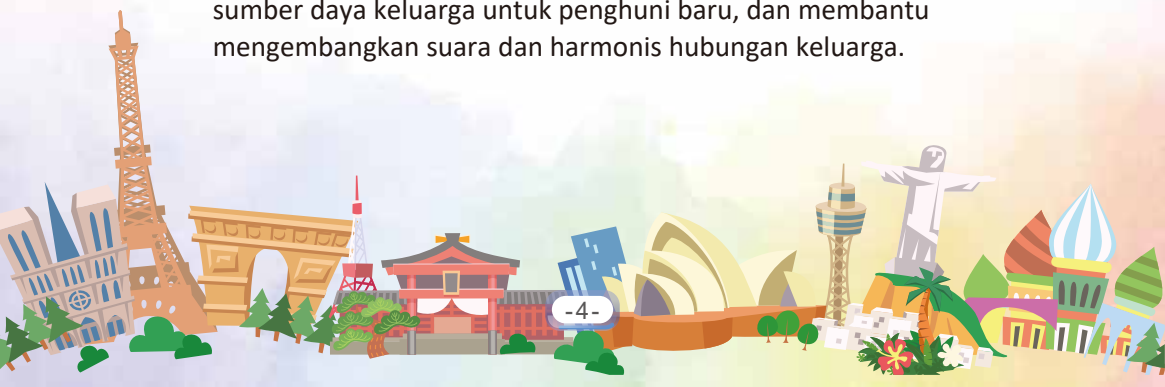 sumber daya keluarga untuk penghuni baru, dan membantu
mengembangkan suara dan harmonis hubungan keluarga.
-4-